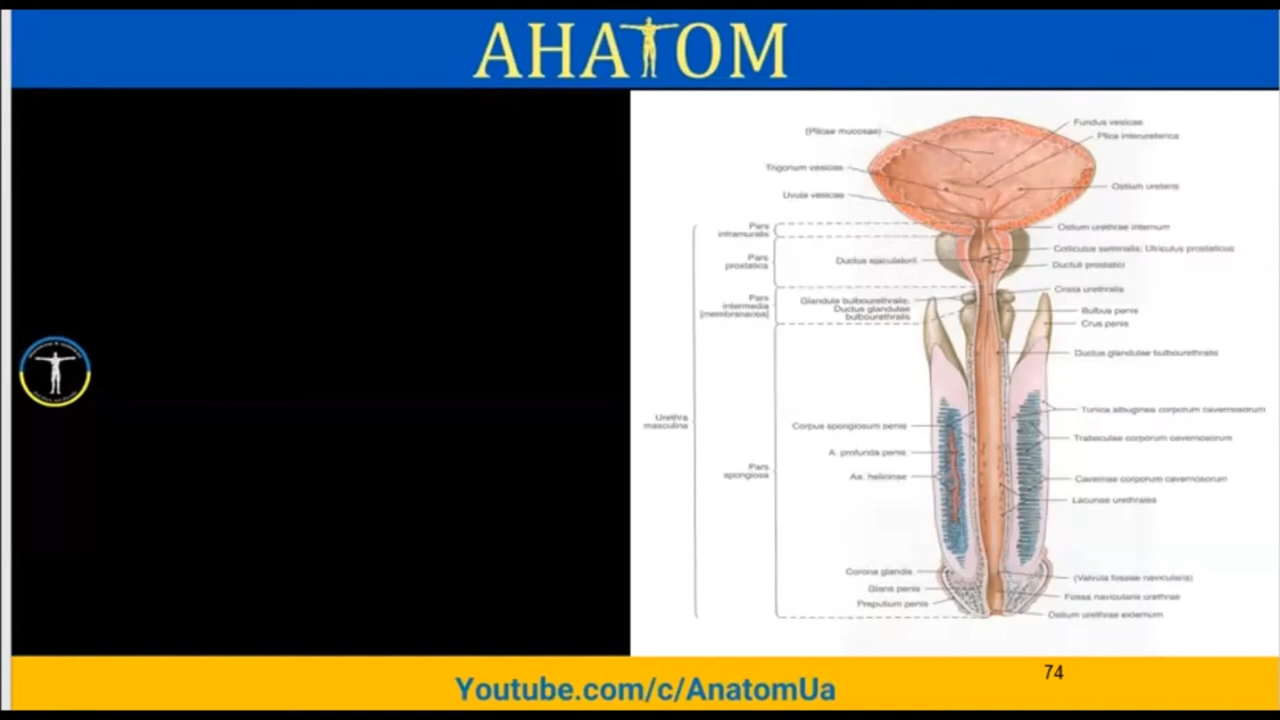 АНАТОМ
(Plicae mucosae)
Trigonum vesicae
Uvula vesicae
Fundus vesicae
Plica interureterica
Ostium ureteris
Ostium urethrae internum
Colliculus seminalis; Utriculus prostaticus
Ductuli prostatici
Crista urethralis
Bulbus penis
Crus penis
Ductus glandulae bulbourethralis
Tunica albuginea corporum cavernosorum
Trabeculae corporum cavernosorum
Cavernae corporum cavernosorum
Lacunae urethrales
(Valvula fossae navicularis)
Fossa navicularis urethrae
Ostium urethrae externum
Urethra
masculina
Pars
intramuralis
Pars
prostatica
Pars
intermedia
[membranacea]
Pars
spongiosa
Ductus ejaculatorii
Glandula bulbourethralis;
Ductus glandulae
bulbourethralis
Corpus spongiosum penis
A. profunda penis
Aa. helicinae
Corona glandis
Glans penis
Preputium penis
74
Youtube.com/c/AnatomUa